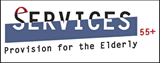 eSERVICES
55+
Provision for the Elderly